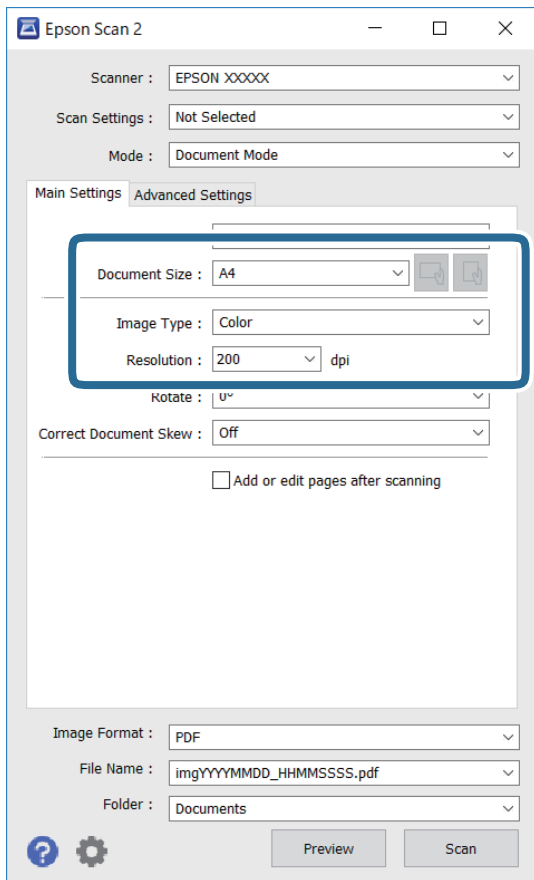 Epson Scan 2
Scanner : EPSON XXXXX
Scan Settings : Not Selected
Mode : Document Mode
Main Settings Advanced Settings
Document Size : A4
Image Type : Color
Resolution : 200 dpi
Rotate : 0°
Correct Document Skew : Off
Add or edit pages after scanning
Image Format : PDF
File Name : imgYYYYMMDD_HHMMSSSS.pdf
Folder : Documents
? Preview Scan